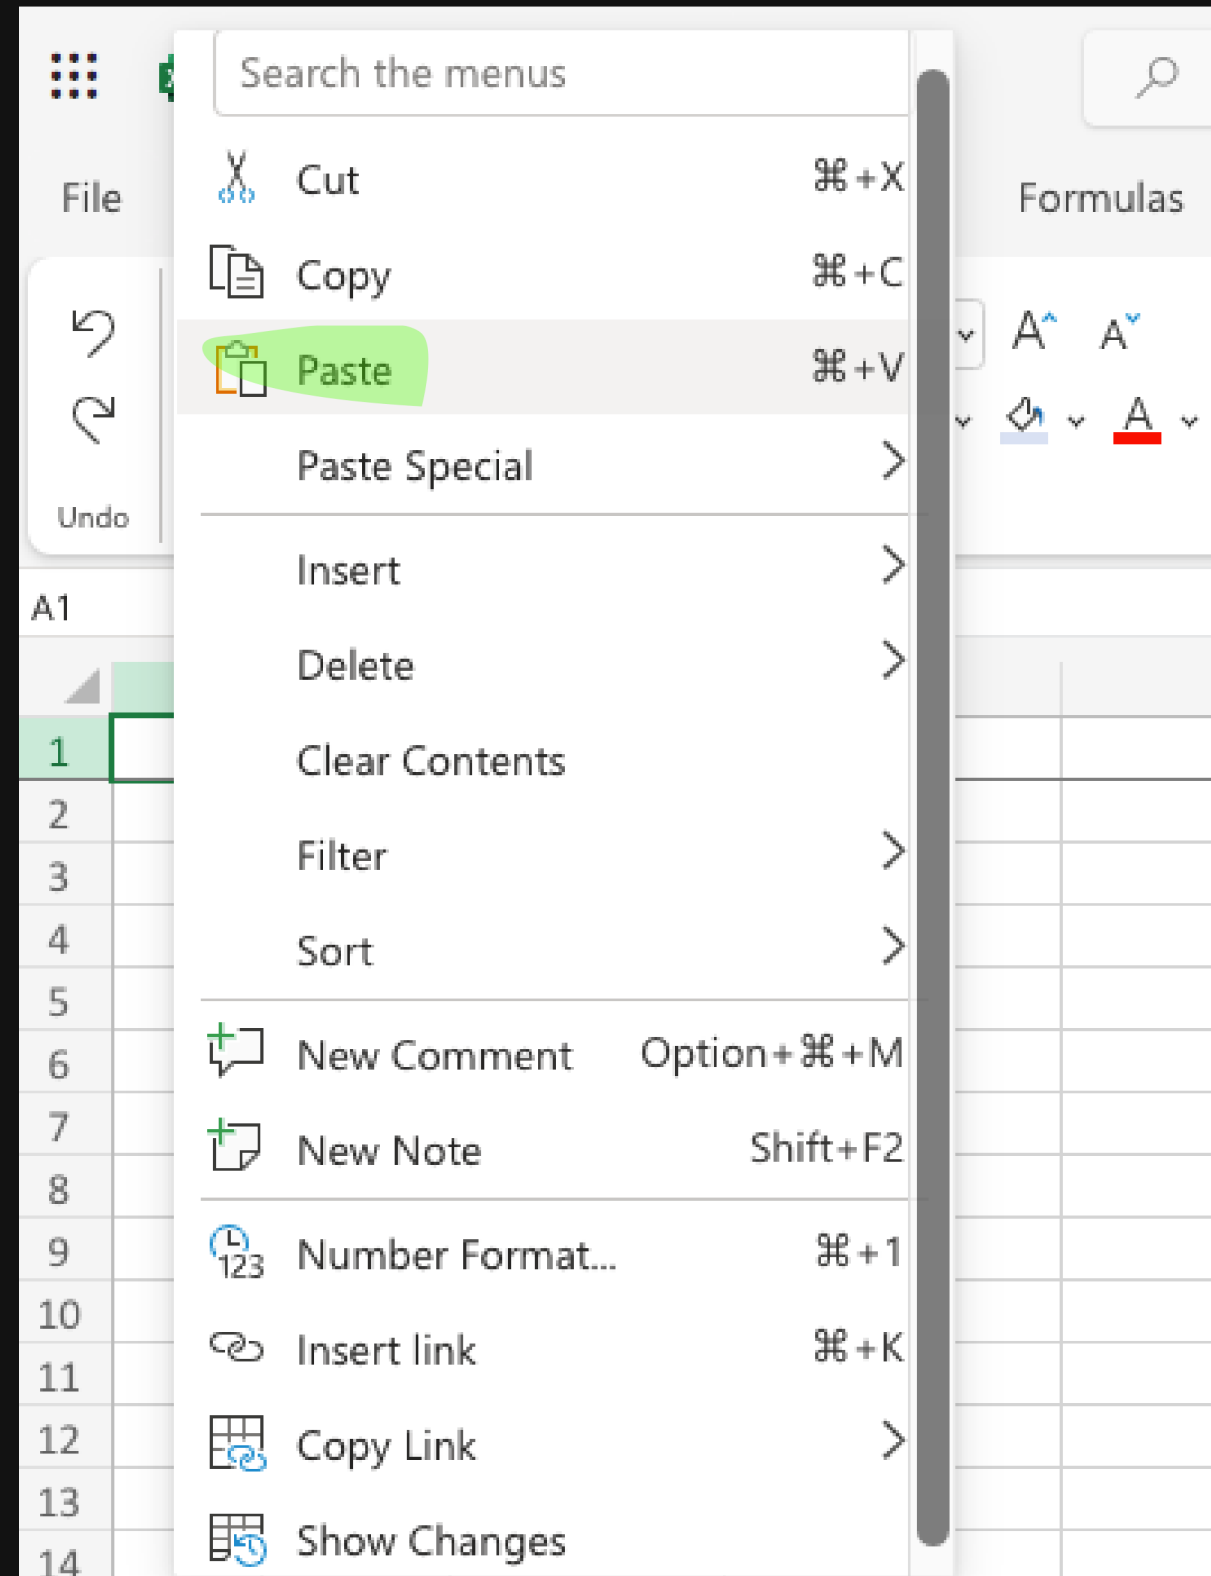 Search the menus
Cut ⌘+X
File
Formulas
Copy ⌘+C
Paste ⌘+V
A^ A˅
A
Paste Special
Undo
Insert
A1
Delete
1
Clear Contents
2
Filter
3
4
Sort
5
New Comment Option+⌘+M
6
7
New Note Shift+F2
8
Number Format... ⌘+1
123
9
10
Insert link ⌘+K
11
Copy Link
12
13
Show Changes
14